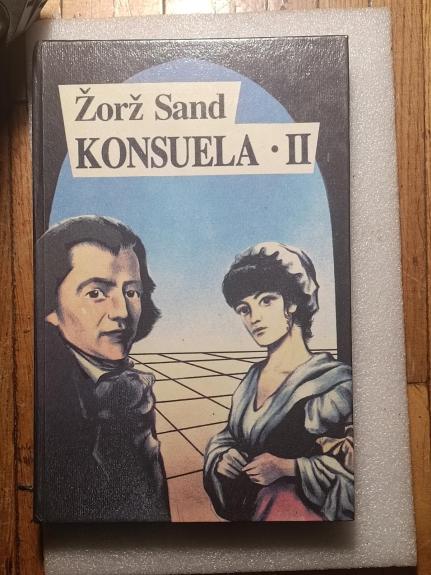 Žorž Sand
KONSUELA • II